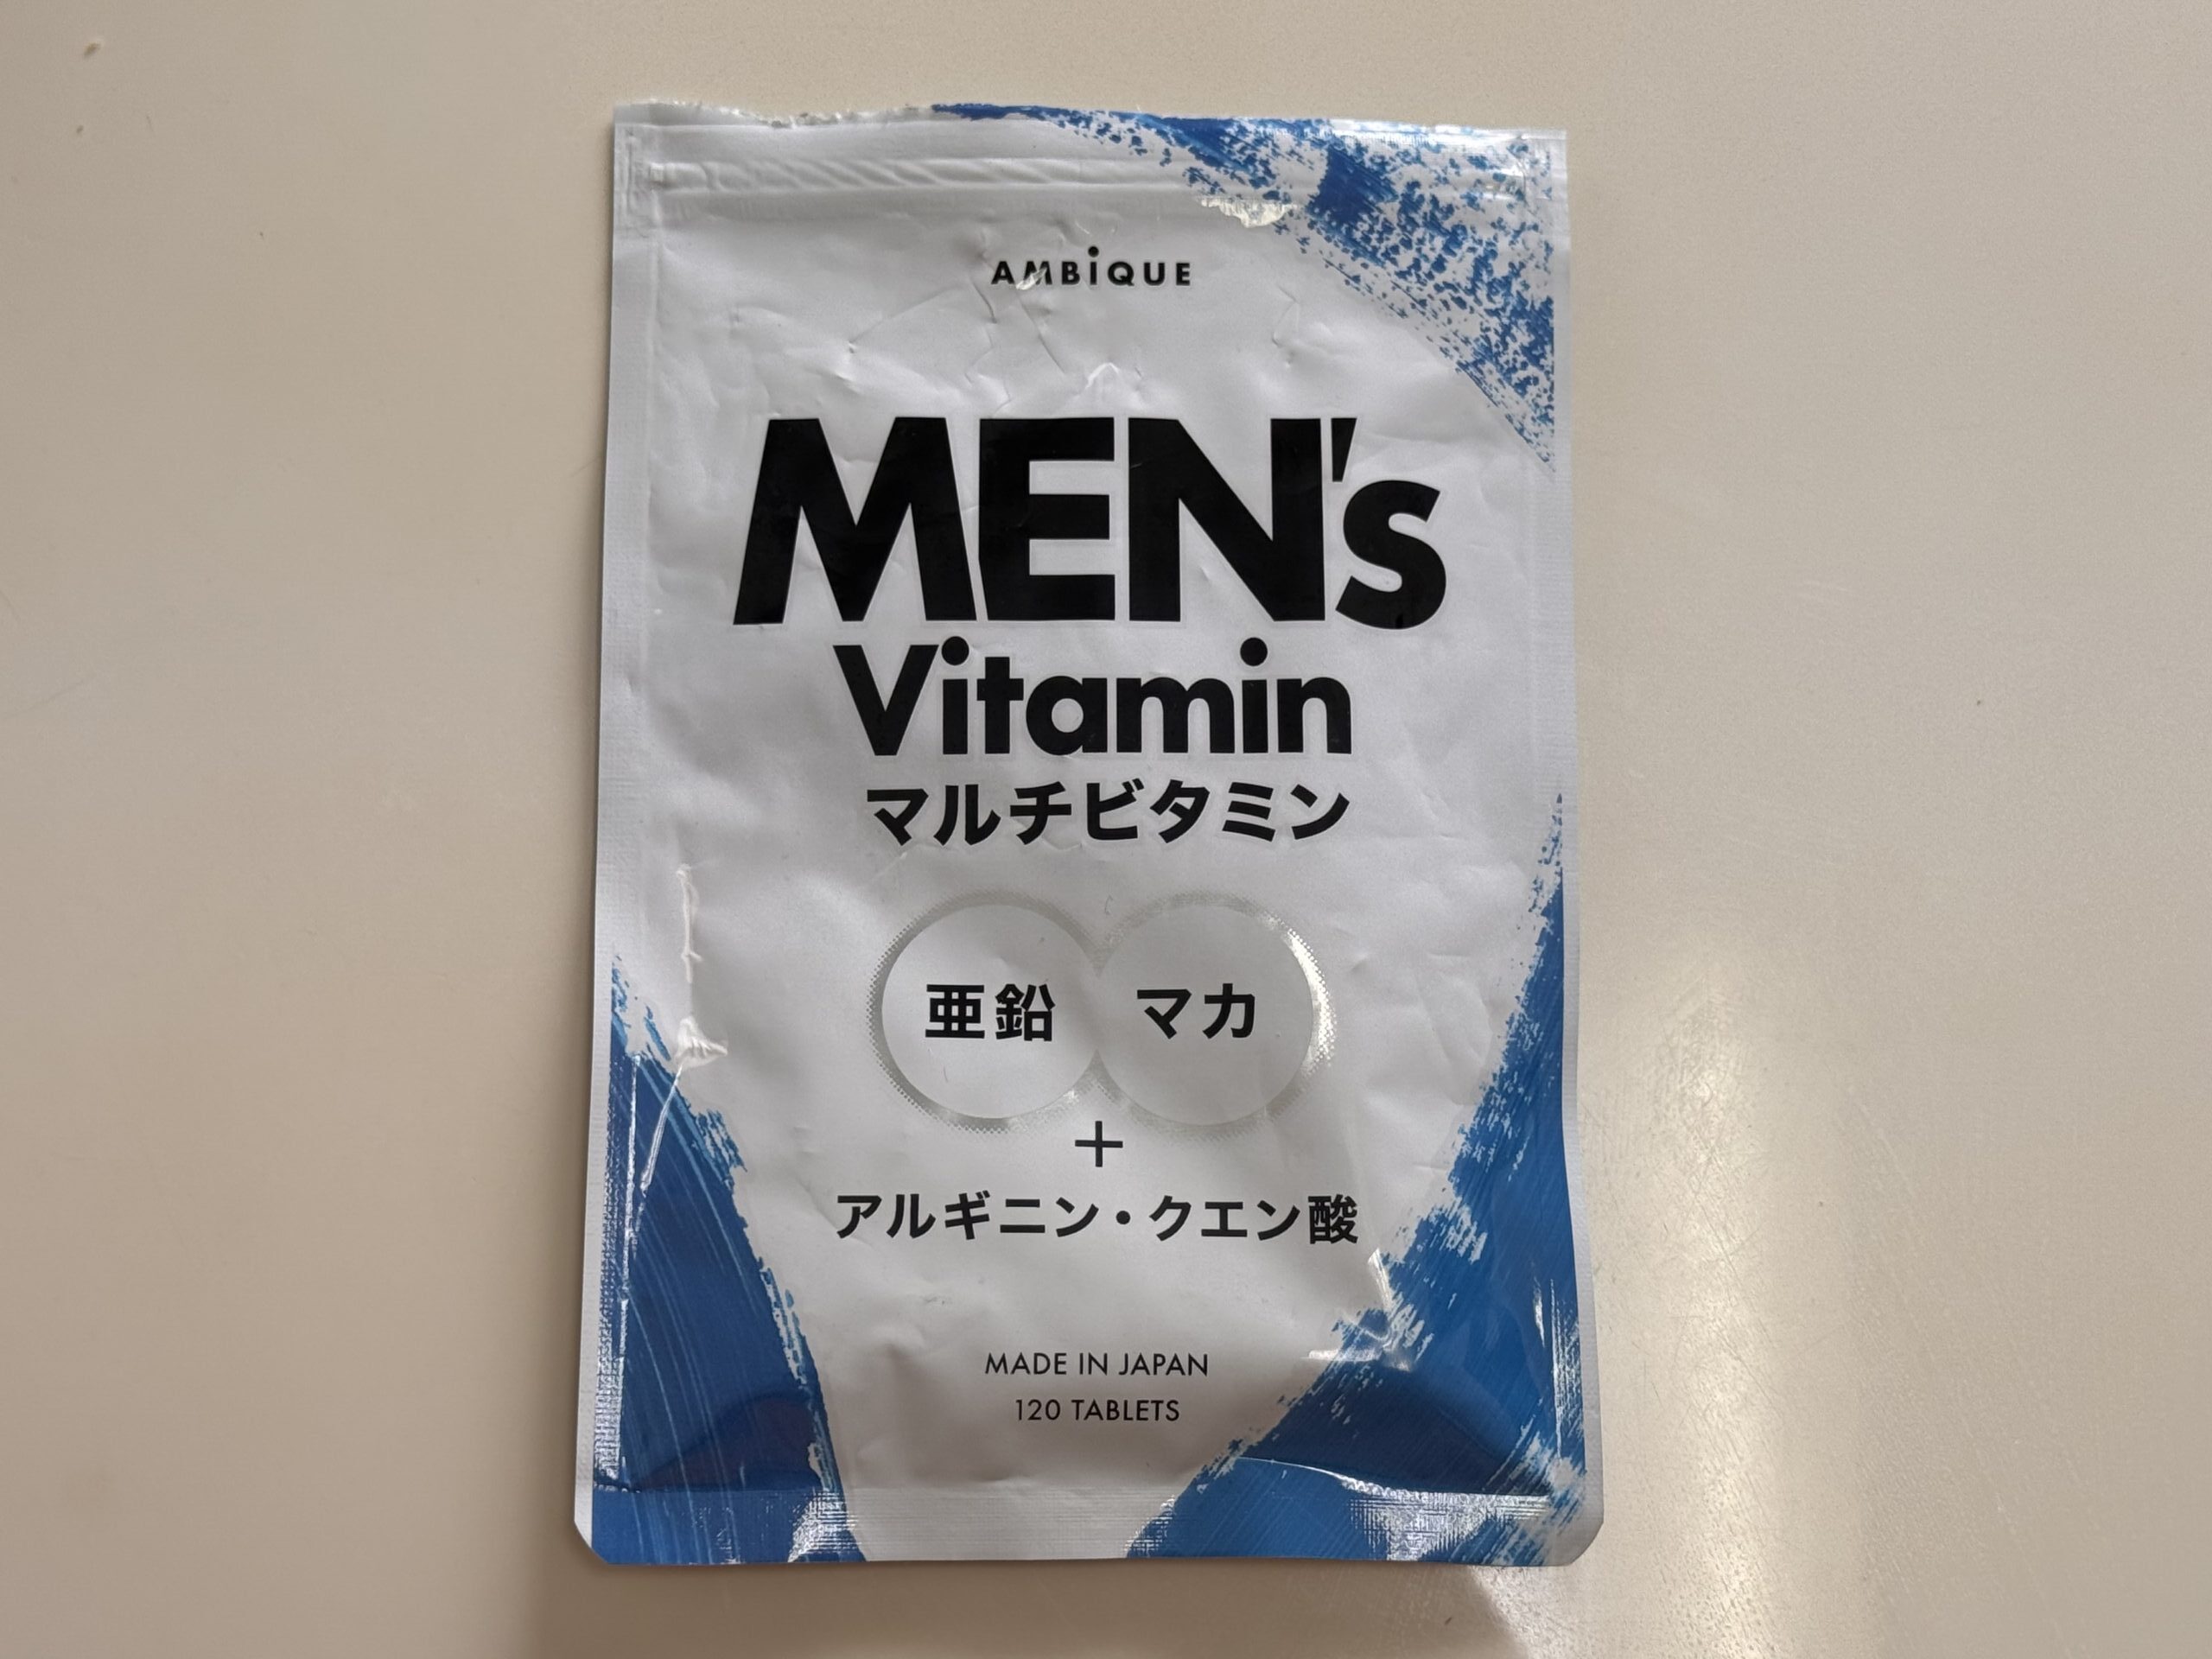 AMBiQUE
MEN's
Vitamin
マルチビタミン
亜鉛 マカ
+
アルギニン・クエン酸
MADE IN JAPAN
120 TABLETS